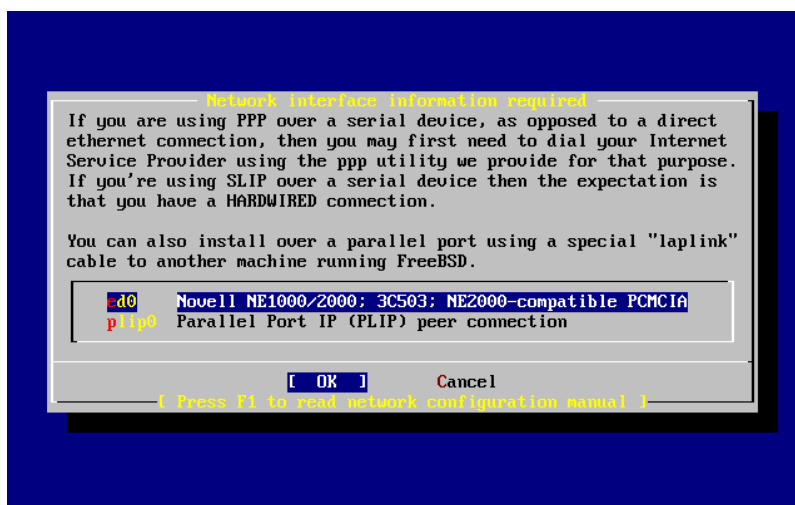 Network interface information required
If you are using PPP over a serial device, as opposed to a direct
ethernet connection, then you may first need to dial your Internet
Service Provider using the ppp utility we provide for that purpose.
If you're using SLIP over a serial device then the expectation is
that you have a HARDWIRED connection.
You can also install over a parallel port using a special "laplink"
cable to another machine running FreeBSD.
ed0 Novell NE1000/2000; 3C503; NE2000-compatible PCMCIA
plip0 Parallel Port IP (PLIP) peer connection
[ OK ] Cancel
[ Press F1 to read network configuration manual ]